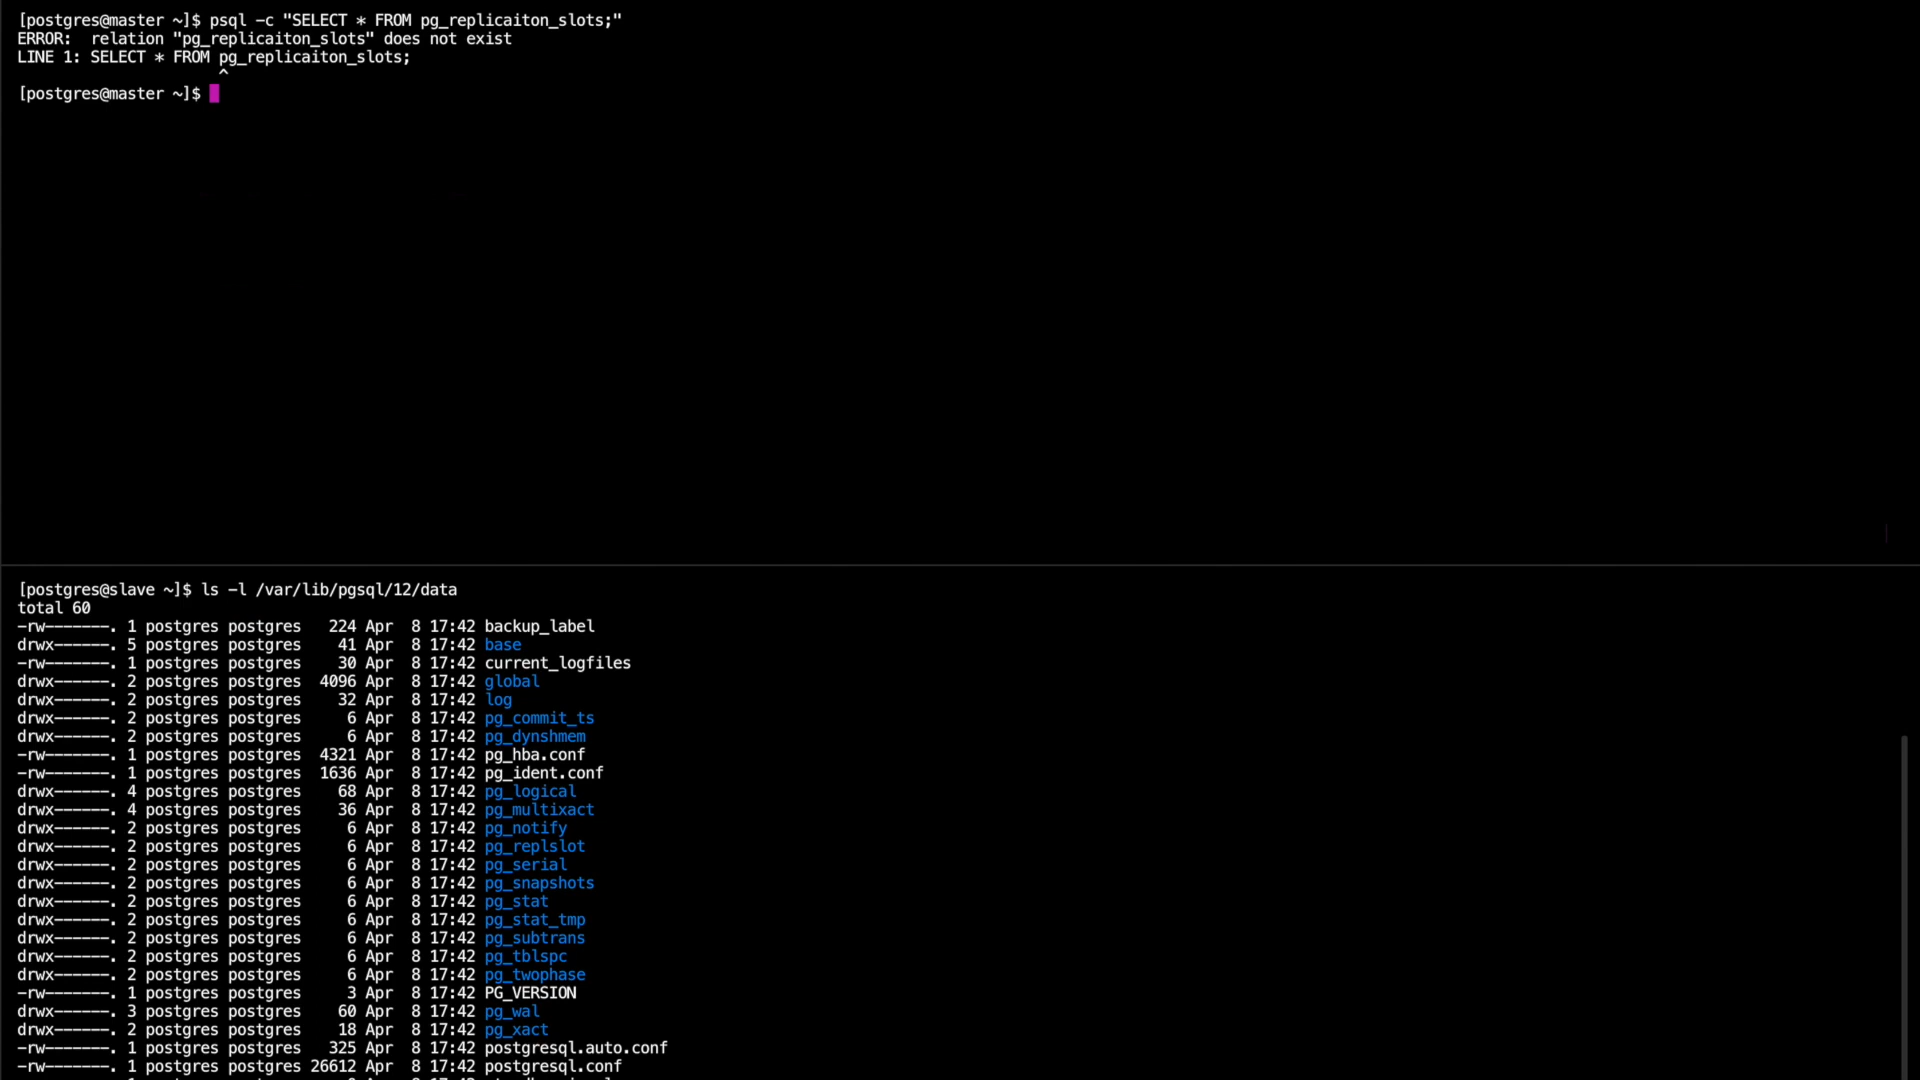 [postgres@master ~]$ psql -c "SELECT * FROM pg_replicaiton_slots;"
ERROR:  relation "pg_replicaiton_slots" does not exist
LINE 1: SELECT * FROM pg_replicaiton_slots;
^
[postgres@master ~]$
[postgres@slave ~]$ ls -l /var/lib/pgsql/12/data
total 60
-rw-------. 1 postgres postgres   224 Apr  8 17:42 backup_label
drwx------. 5 postgres postgres    41 Apr  8 17:42 base
-rw-------. 1 postgres postgres    30 Apr  8 17:42 current_logfiles
drwx------. 2 postgres postgres  4096 Apr  8 17:42 global
drwx------. 2 postgres postgres    32 Apr  8 17:42 log
drwx------. 2 postgres postgres     6 Apr  8 17:42 pg_commit_ts
drwx------. 2 postgres postgres     6 Apr  8 17:42 pg_dynshmem
-rw-------. 1 postgres postgres  4321 Apr  8 17:42 pg_hba.conf
-rw-------. 1 postgres postgres  1636 Apr  8 17:42 pg_ident.conf
drwx------. 4 postgres postgres    68 Apr  8 17:42 pg_logical
drwx------. 4 postgres postgres    36 Apr  8 17:42 pg_multixact
drwx------. 2 postgres postgres     6 Apr  8 17:42 pg_notify
drwx------. 2 postgres postgres     6 Apr  8 17:42 pg_replslot
drwx------. 2 postgres postgres     6 Apr  8 17:42 pg_serial
drwx------. 2 postgres postgres     6 Apr  8 17:42 pg_snapshots
drwx------. 2 postgres postgres     6 Apr  8 17:42 pg_stat
drwx------. 2 postgres postgres     6 Apr  8 17:42 pg_stat_tmp
drwx------. 2 postgres postgres     6 Apr  8 17:42 pg_subtrans
drwx------. 2 postgres postgres     6 Apr  8 17:42 pg_tblspc
drwx------. 2 postgres postgres     6 Apr  8 17:42 pg_twophase
-rw-------. 1 postgres postgres     3 Apr  8 17:42 PG_VERSION
drwx------. 3 postgres postgres    60 Apr  8 17:42 pg_wal
drwx------. 2 postgres postgres    18 Apr  8 17:42 pg_xact
-rw-------. 1 postgres postgres   325 Apr  8 17:42 postgresql.auto.conf
-rw-------. 1 postgres postgres 26612 Apr  8 17:42 postgresql.conf